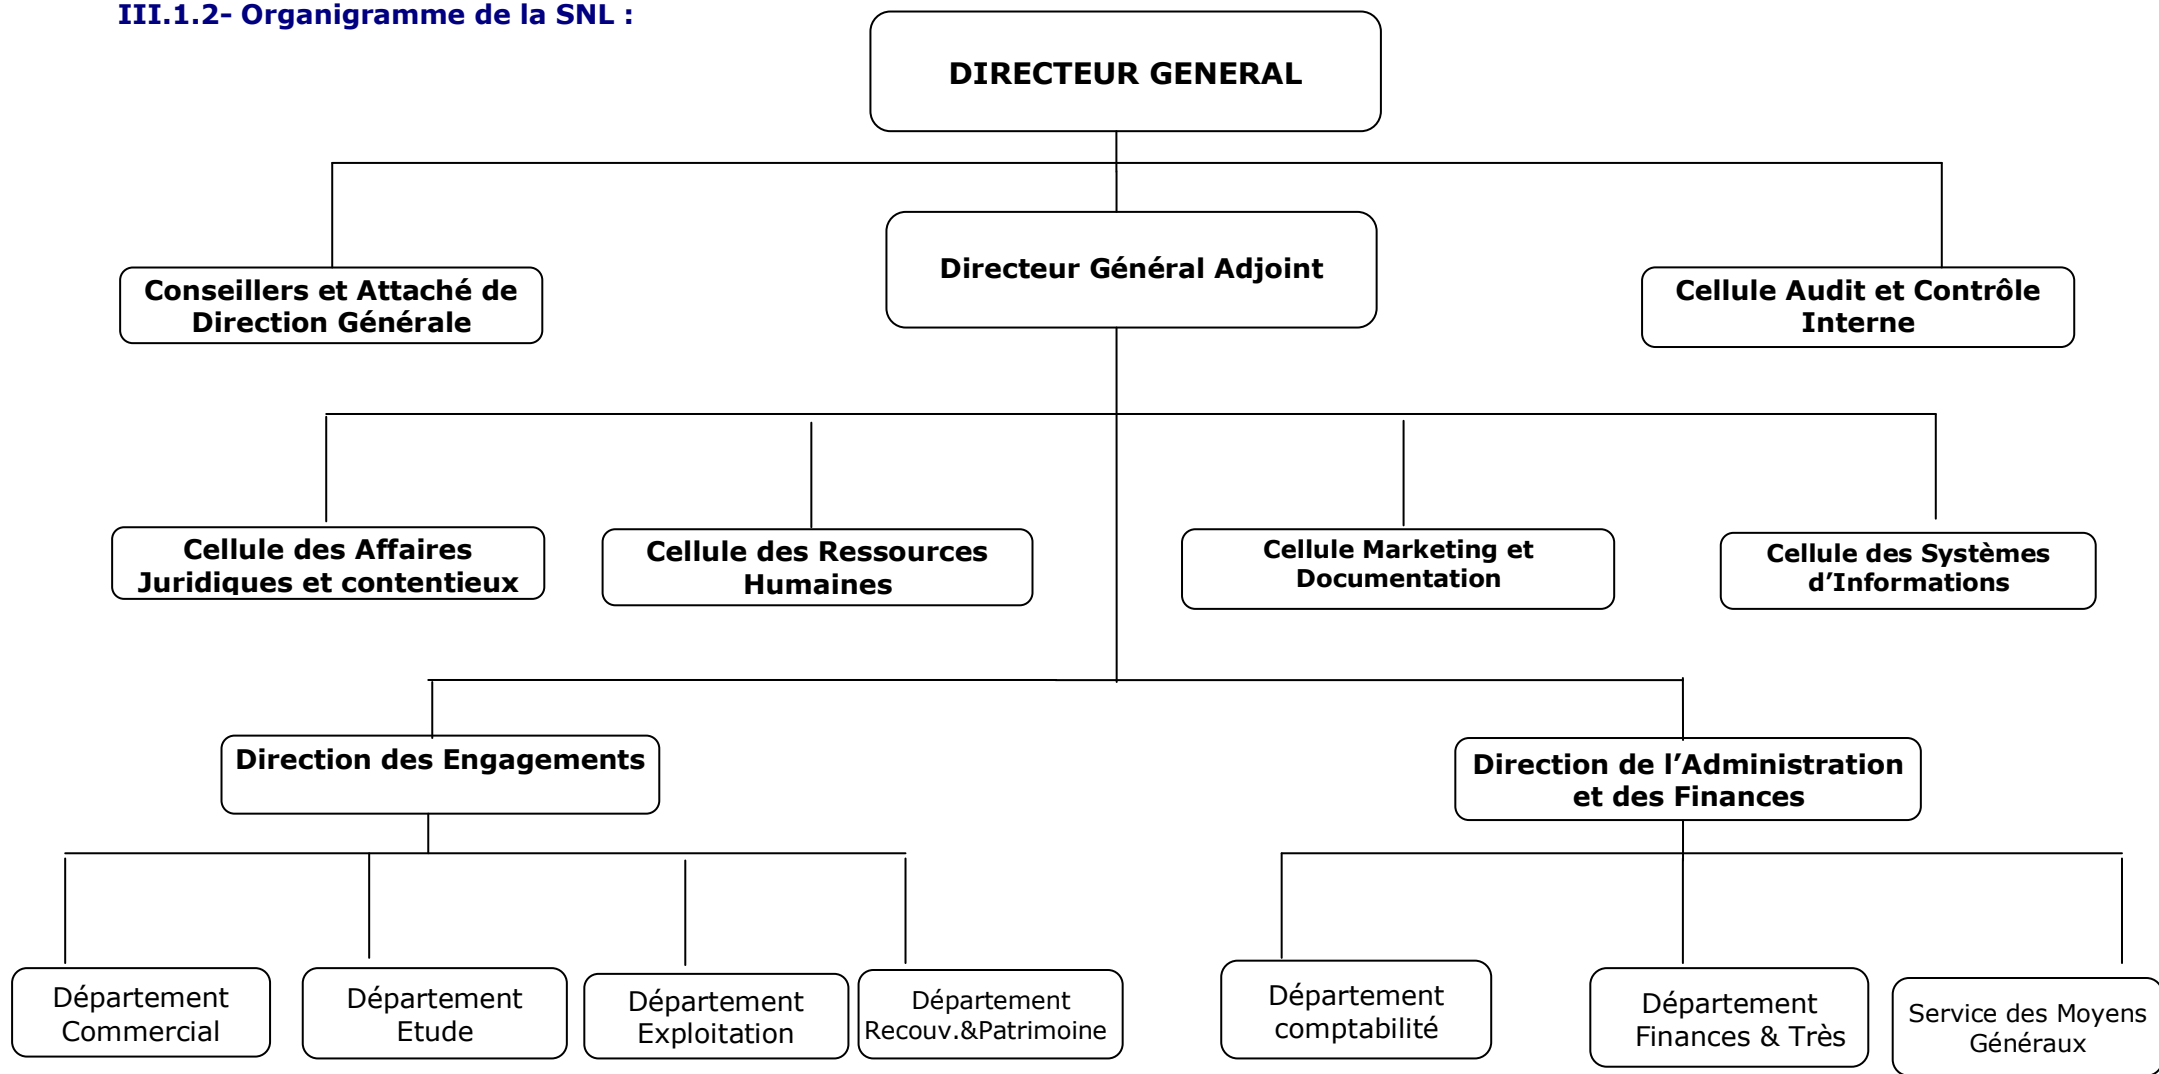 III.1.2- Organigramme de la SNL :
DIRECTEUR GENERAL
Directeur Général Adjoint
Conseillers et Attaché de
Direction Générale
Cellule Audit et Contrôle
Interne
Cellule des Affaires
Juridiques et contentieux
Cellule des Ressources
Humaines
Cellule Marketing et
Documentation
Cellule des Systèmes
d’Informations
Direction des Engagements
Direction de l’Administration
et des Finances
Département
Commercial
Département
Etude
Département
Exploitation
Département
Recouv.&Patrimoine
Département
comptabilité
Département
Finances & Très
Service des Moyens
Généraux